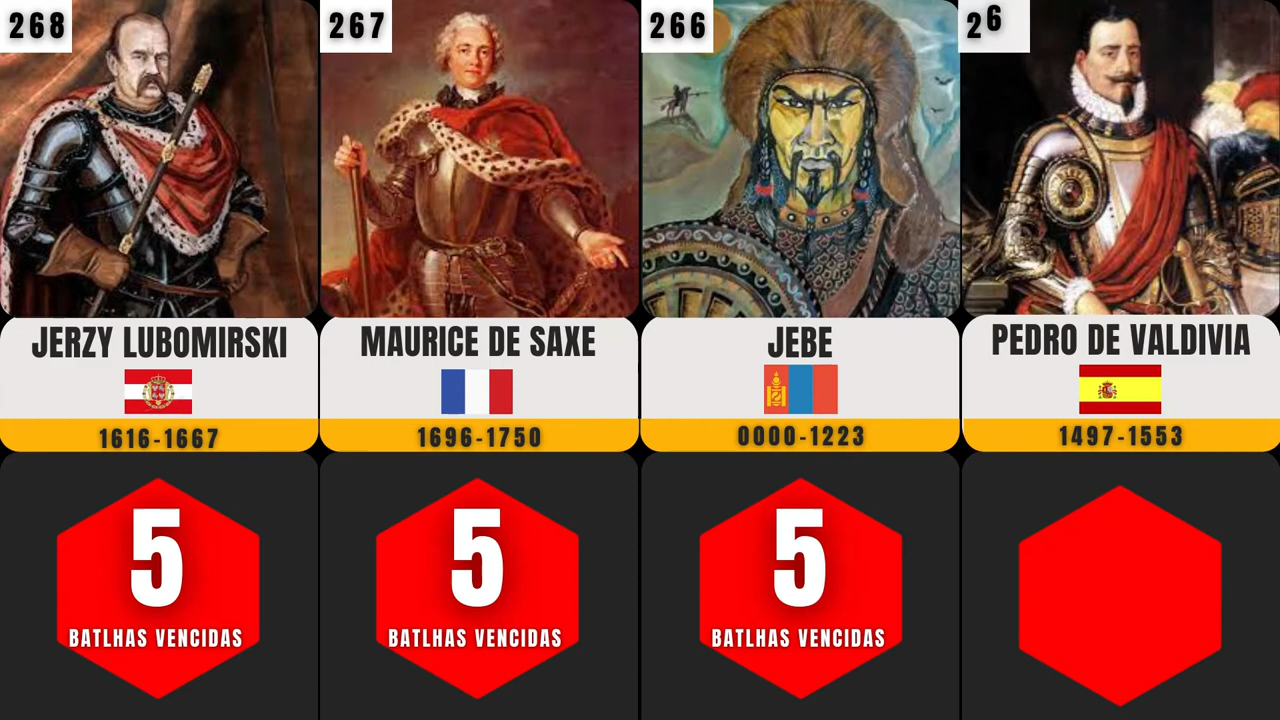 268
267
266
26
JERZY LUBOMIRSKI
MAURICE DE SAXE
JEBE
PEDRO DE VALDIVIA
1616-1667
1696-1750
0000-1223
1497-1553
5
5
5
BATLHAS VENCIDAS
BATLHAS VENCIDAS
BATLHAS VENCIDAS